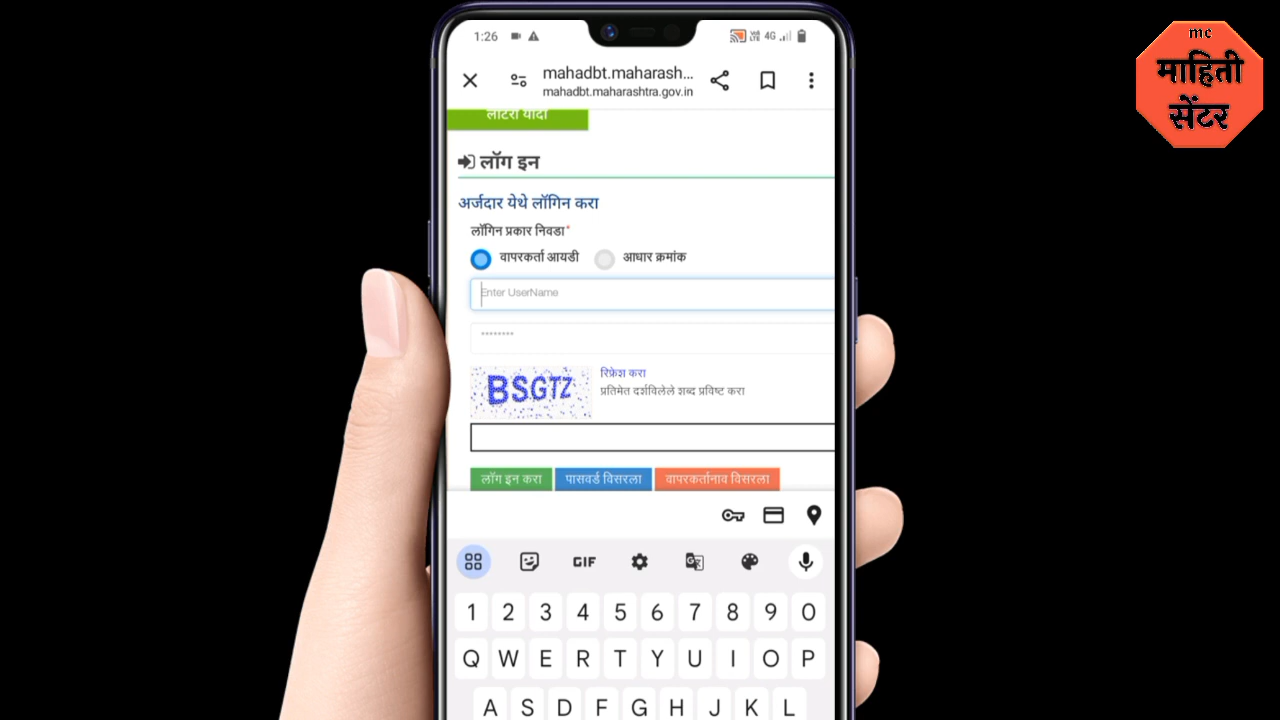 mc
माहिती
सेंटर
1:26
4G
mahadbt.maharash...
mahadbt.maharashtra.gov.in
लॉटरी यादी
लॉग इन
अर्जदार येथे लॉगिन करा
लॉगिन प्रकार निवडा*
वापरकर्ता आयडी आधार क्रमांक
Enter UserName
********
BSGTZ
रिफ्रेश करा
प्रतिमेत दर्शविलेले शब्द प्रविष्ट करा
लॉग इन करा पासवर्ड विसरला वापरकर्तानाव विसरला
GIF
1 2 3 4 5 6 7 8 9 0
Q W E R T Y U I O P
A S D F G H J K L